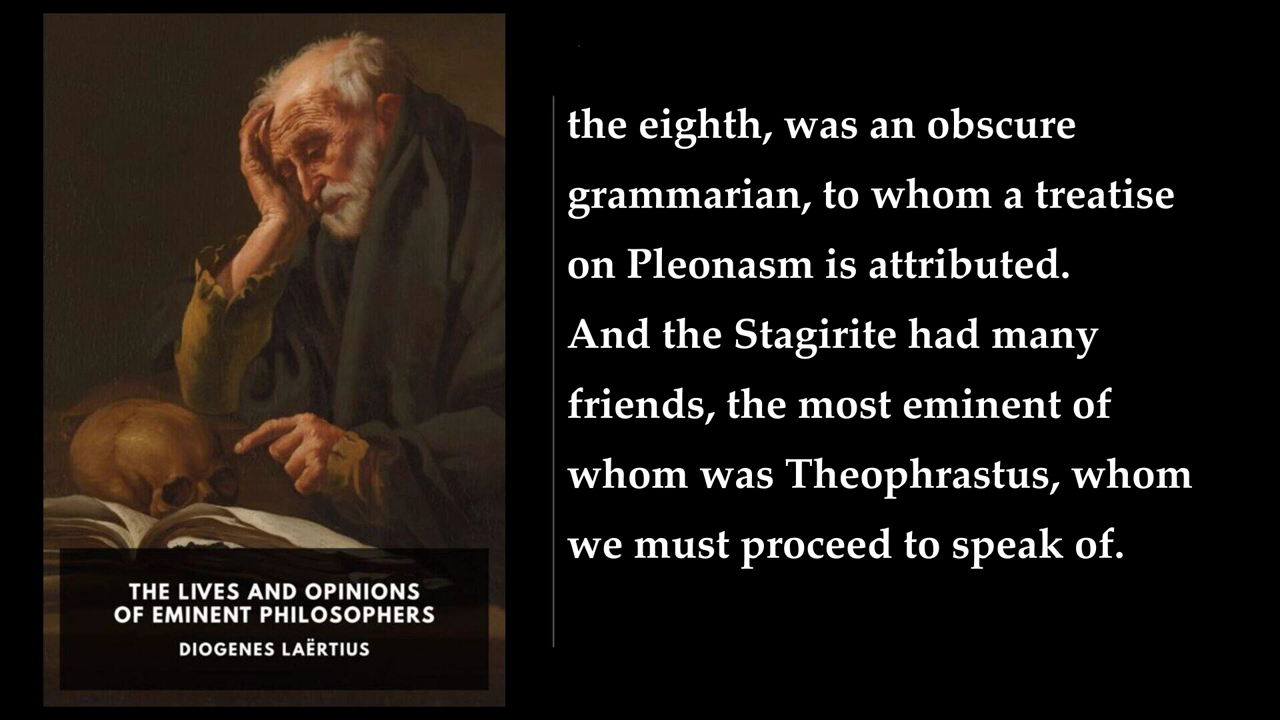 the eighth, was an obscure
grammarian, to whom a treatise
on Pleonasm is attributed.
And the Stagirite had many
friends, the most eminent of
whom was Theophrastus, whom
we must proceed to speak of.
THE LIVES AND OPINIONS
OF EMINENT PHILOSOPHERS
DIOGENES LAËRTIUS